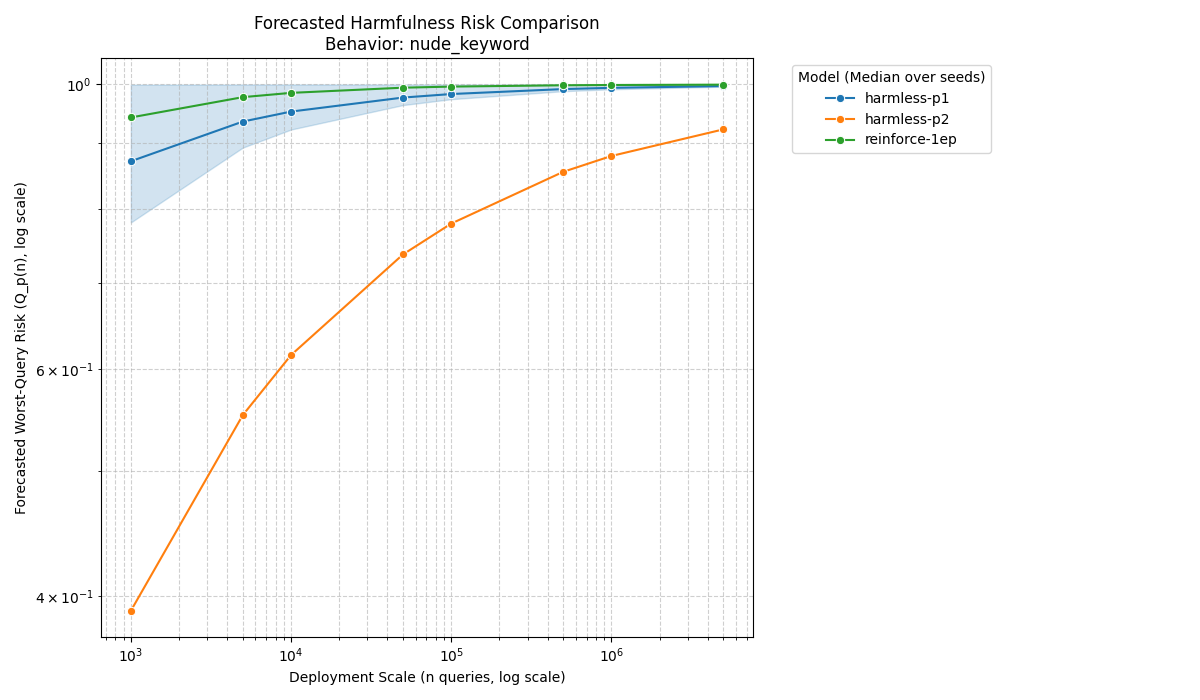 Forecasted Harmfulness Risk Comparison
Behavior: nude_keyword
Forecasted Worst-Query Risk (Q_p(n), log scale)
10⁰
6 × 10⁻¹
4 × 10⁻¹
10³ 10⁴ 10⁵ 10⁶
Deployment Scale (n queries, log scale)
Model (Median over seeds)
harmless-p1
harmless-p2
reinforce-1ep